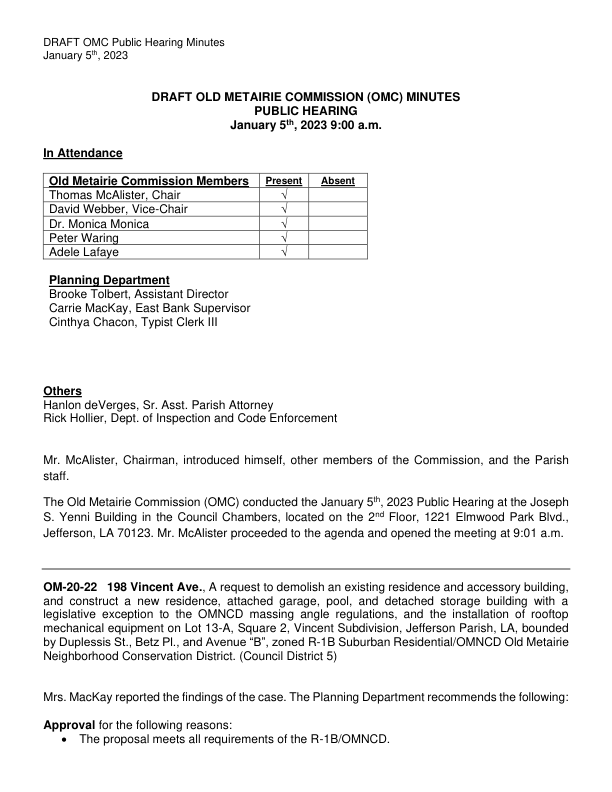 DRAFT OMC Public Hearing Minutes
January 5th, 2023
DRAFT OLD METAIRIE COMMISSION (OMC) MINUTES
PUBLIC HEARING
January 5th, 2023 9:00 a.m.
In Attendance
Old Metairie Commission Members Present Absent
Thomas McAlister, Chair √
David Webber, Vice-Chair √
Dr. Monica Monica √
Peter Waring √
Adele Lafaye √
Planning Department
Brooke Tolbert, Assistant Director
Carrie MacKay, East Bank Supervisor
Cinthya Chacon, Typist Clerk III
Others
Hanlon deVerges, Sr. Asst. Parish Attorney
Rick Hollier, Dept. of Inspection and Code Enforcement
Mr. McAlister, Chairman, introduced himself, other members of the Commission, and the Parish
staff.
The Old Metairie Commission (OMC) conducted the January 5th, 2023 Public Hearing at the Joseph
S. Yenni Building in the Council Chambers, located on the 2nd Floor, 1221 Elmwood Park Blvd.,
Jefferson, LA 70123. Mr. McAlister proceeded to the agenda and opened the meeting at 9:01 a.m.
OM-20-22 198 Vincent Ave., A request to demolish an existing residence and accessory building,
and construct a new residence, attached garage, pool, and detached storage building with a
legislative exception to the OMNCD massing angle regulations, and the installation of rooftop
mechanical equipment on Lot 13-A, Square 2, Vincent Subdivision, Jefferson Parish, LA, bounded
by Duplessis St., Betz Pl., and Avenue “B”, zoned R-1B Suburban Residential/OMNCD Old Metairie
Neighborhood Conservation District. (Council District 5)
Mrs. MacKay reported the findings of the case. The Planning Department recommends the following:
Approval for the following reasons:
• The proposal meets all requirements of the R-1B/OMNCD.